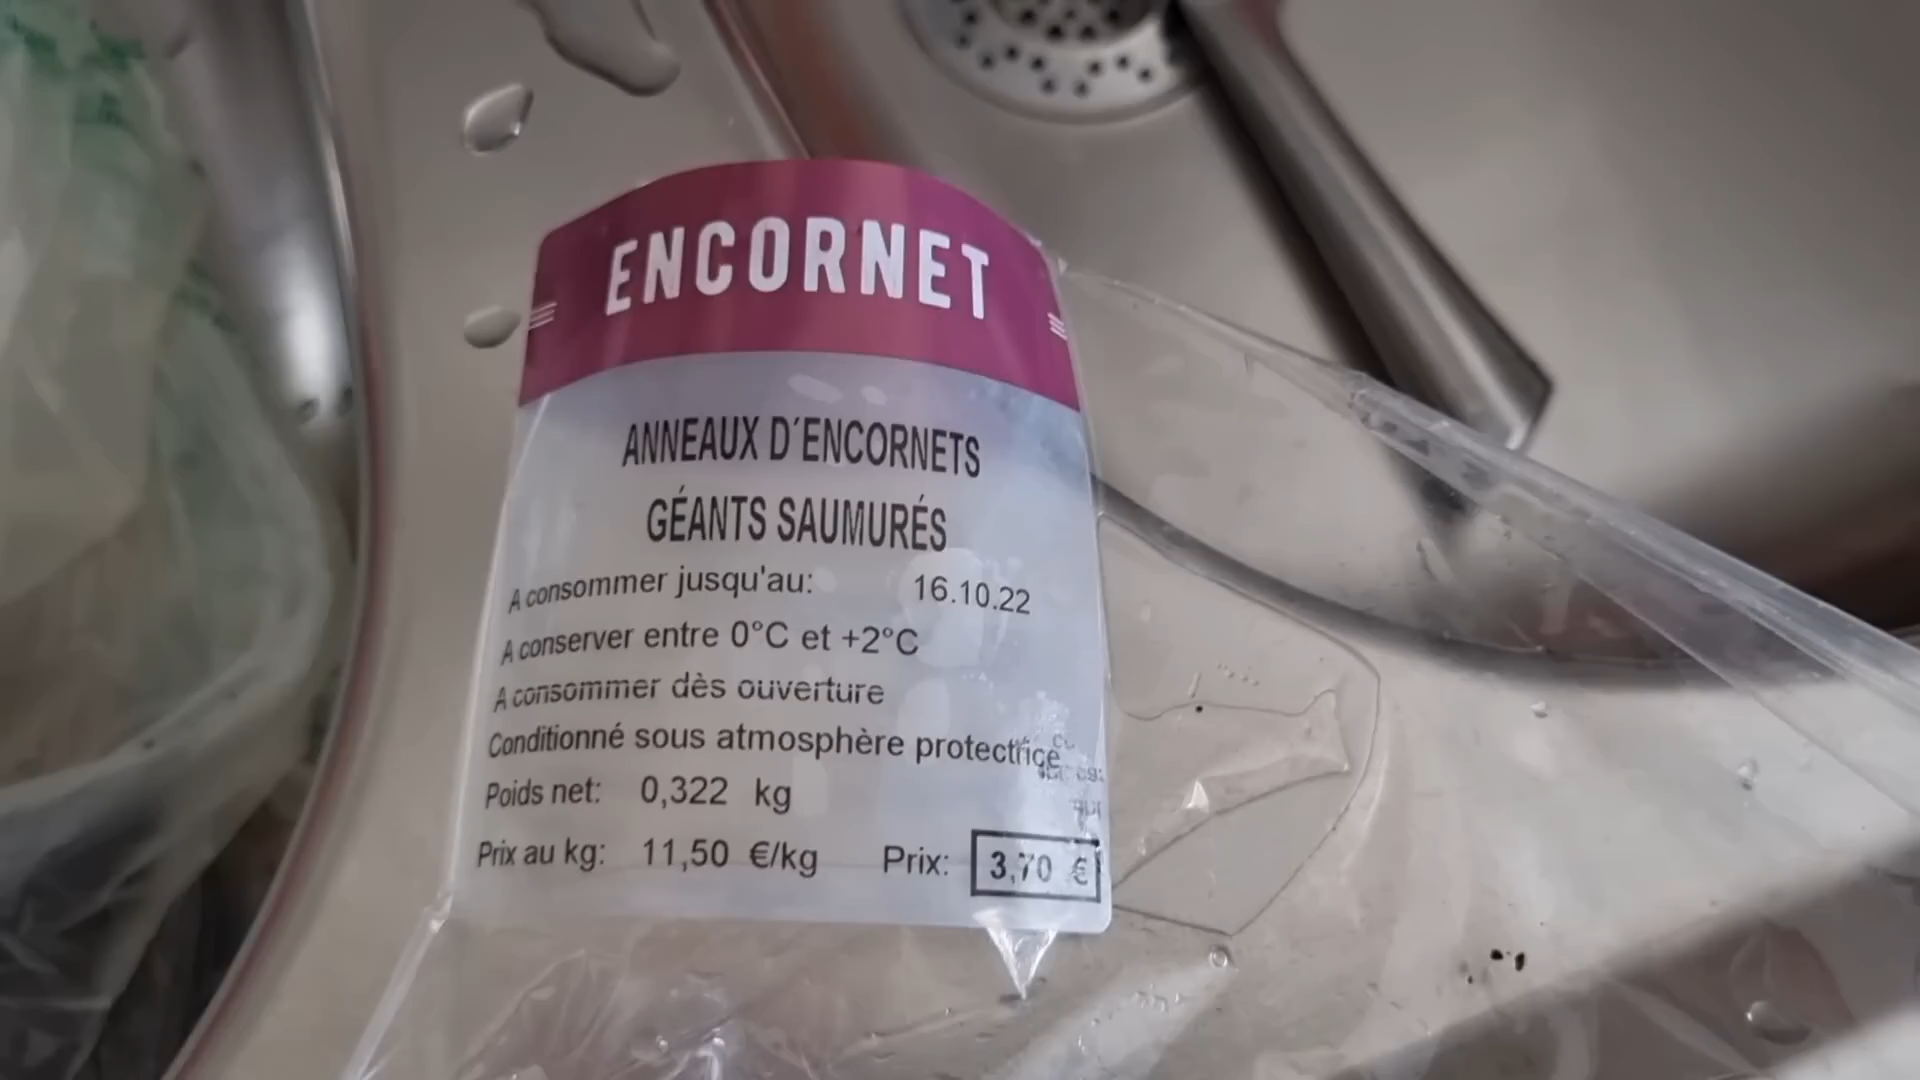 ENCORNET
ANNEAUX D´ENCORNETS
GÉANTS SAUMURÉS
A consommer jusqu'au: 16.10.22
A conserver entre 0°C et +2°C
A consommer dès ouverture
Conditionné sous atmosphère protectrice
Poids net: 0,322 kg
Prix au kg: 11,50 €/kg Prix: 3,70 €